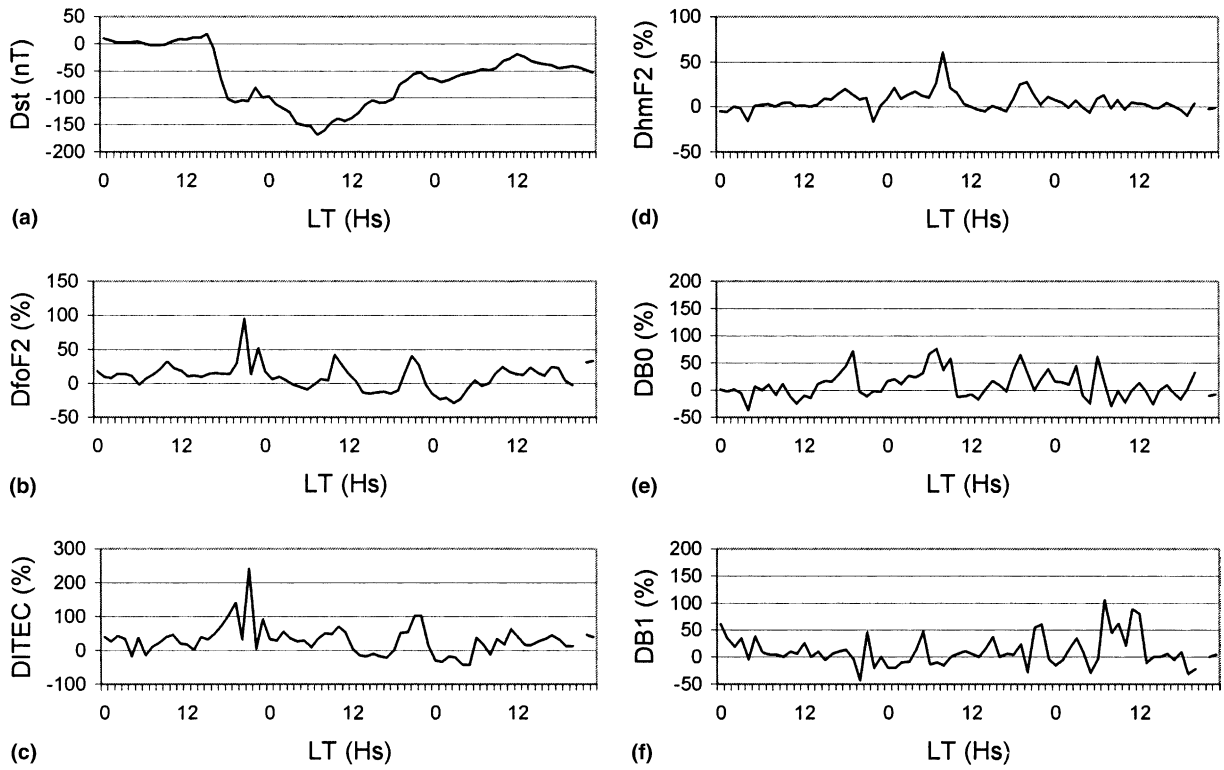 Dst (nT)
50
0
-50
-100
-150
-200
0 12 0 12 0 12
LT (Hs)
(a)
DfoF2 (%)
150
100
50
0
-50
0 12 0 12 0 12
LT (Hs)
(b)
DITEC (%)
300
200
100
0
-100
0 12 0 12 0 12
LT (Hs)
(c)
DhmF2 (%)
100
50
0
-50
0 12 0 12 0 12
LT (Hs)
(d)
DB0 (%)
200
150
100
50
0
-50
0 12 0 12 0 12
LT (Hs)
(e)
DB1 (%)
200
150
100
50
0
-50
0 12 0 12 0 12
LT (Hs)
(f)